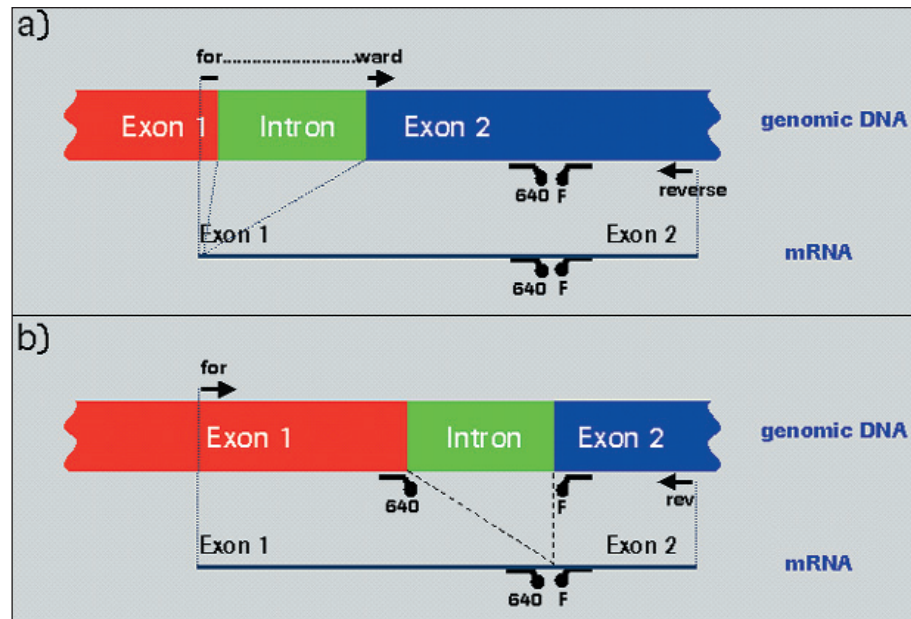 a)
for...........................ward
Exon 1 Intron Exon 2 genomic DNA
640 F reverse
Exon 1 Exon 2
mRNA
640 F
b)
for
Exon 1 Intron Exon 2 genomic DNA
640 F rev
Exon 1 Exon 2
mRNA
640 F